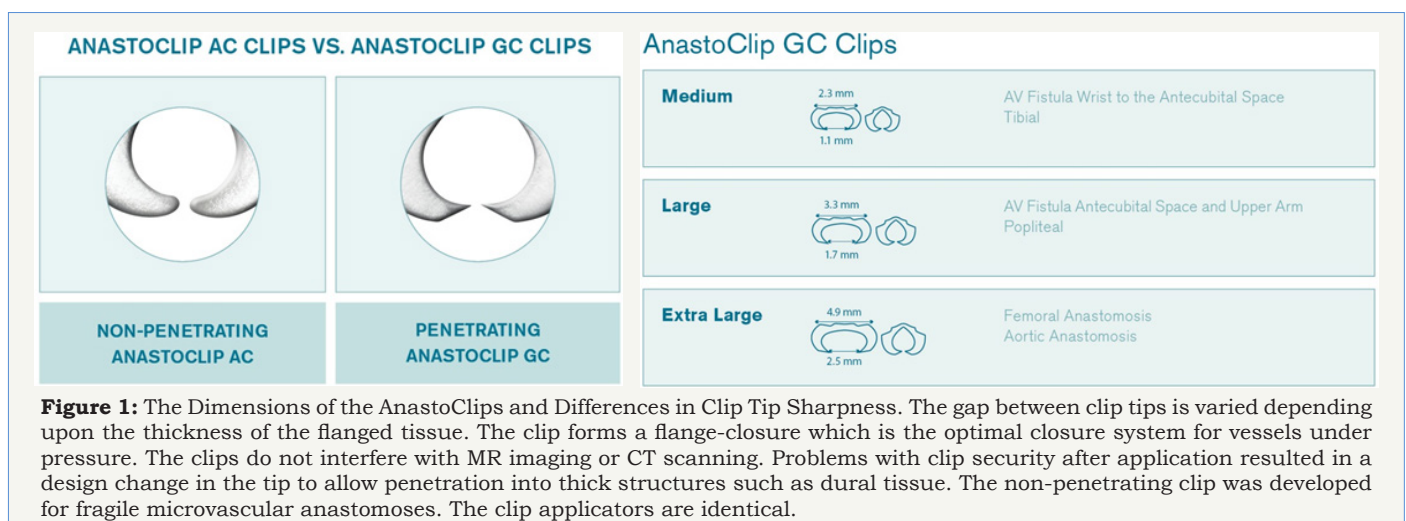 ANASTOCLIP AC CLIPS VS. ANASTOCLIP GC CLIPS
NON-PENETRATING
ANASTOCLIP AC
PENETRATING
ANASTOCLIP GC
AnastoClip GC Clips
Medium
2.3 mm
1.1 mm
AV Fistula Wrist to the Antecubital Space
Tibial
Large
3.3 mm
1.7 mm
AV Fistula Antecubital Space and Upper Arm
Popliteal
Extra Large
4.9 mm
2.5 mm
Femoral Anastomosis
Aortic Anastomosis
Figure 1: The Dimensions of the AnastoClips and Differences in Clip Tip Sharpness. The gap between clip tips is varied depending
upon the thickness of the flanged tissue. The clip forms a flange-closure which is the optimal closure system for vessels under
pressure. The clips do not interfere with MR imaging or CT scanning. Problems with clip security after application resulted in a
design change in the tip to allow penetration into thick structures such as dural tissue. The non-penetrating clip was developed
for fragile microvascular anastomoses. The clip applicators are identical.